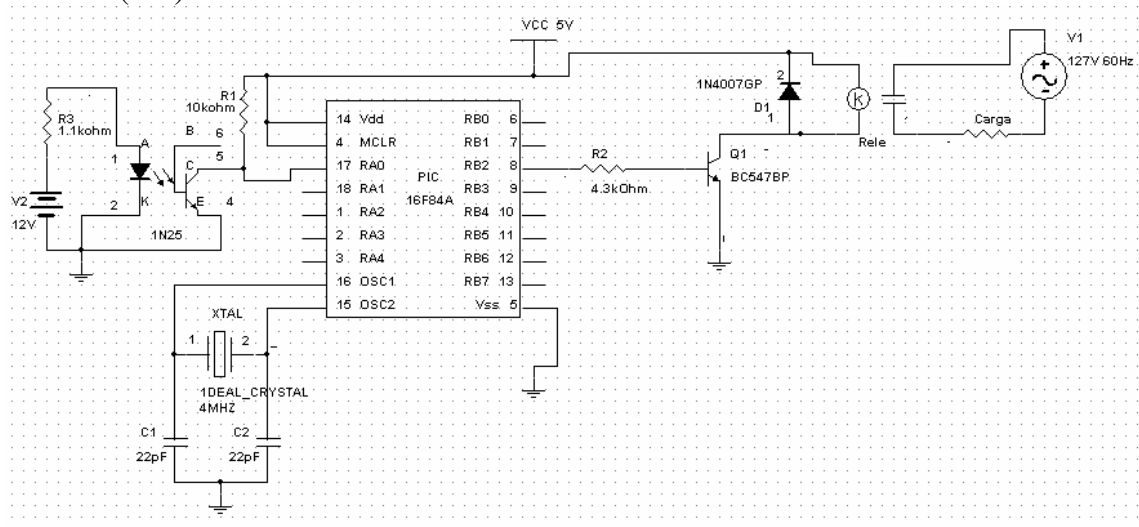 VCC 5V
V1
127V 60Hz
1N4007GP
2
D1
1
K
Carga
Rele
R3
1.1kohm
R1
10kohm
A
1
B
6
5
C
E
4
2
K
1N25
V2
12V
14 Vdd
RB0 6
4 MCLR
RB1 7
17 RA0
RB2 8
18 RA1
RB3 9
1 RA2
RB4 10
2 RA3
RB5 11
3 RA4
RB6 12
16 OSC1
RB7 13
15 OSC2
Vss 5
PIC
16F84A
R2
4.3kOhm
Q1
BC547BP
XTAL
1
2
1DEAL_CRYSTAL
4MHZ
C1
22pF
C2
22pF